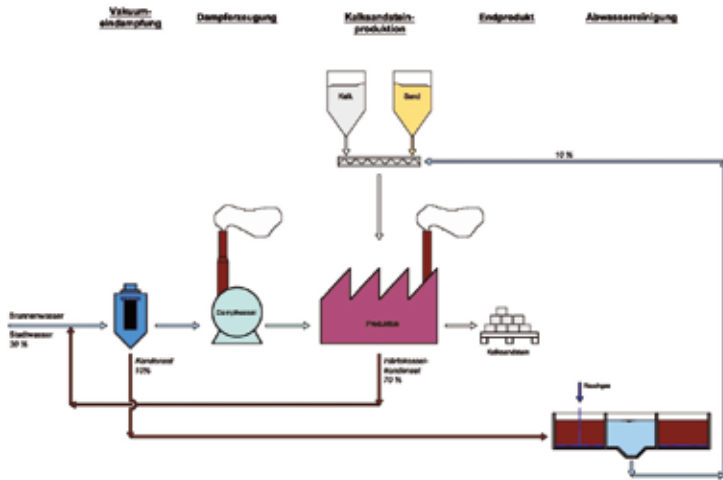 Vakuum-
eindampfung
Dampferzeugung
Kalksandstein-
produktion
Endprodukt
Abwasserreinigung
Kalk
Sand
10 %
Brunnenwasser
Stadtwasser
30 %
Dampfkessel
Produktion
Kalksandstein
Kondensat
10%
Härtekessel-
kondensat
70 %
Rauchgas